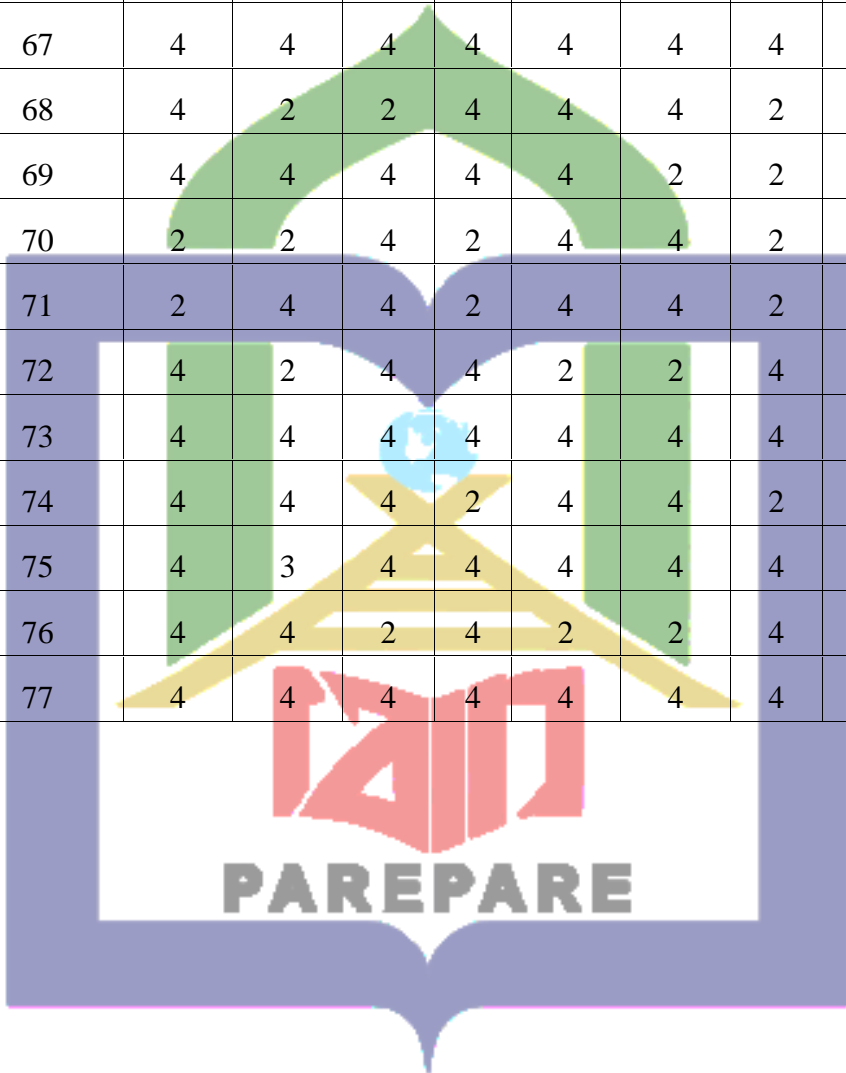 67 4 4 4 4 4 4 4
68 4 2 2 4 4 4 2
69 4 4 4 4 4 2 2
70 2 2 4 2 4 4 2
71 2 4 4 2 4 4 2
72 4 2 4 4 2 2 4
73 4 4 4 4 4 4 4
74 4 4 4 2 4 4 2
75 4 3 4 4 4 4 4
76 4 4 2 4 2 2 4
77 4 4 4 4 4 4 4
iain
PAREPARE